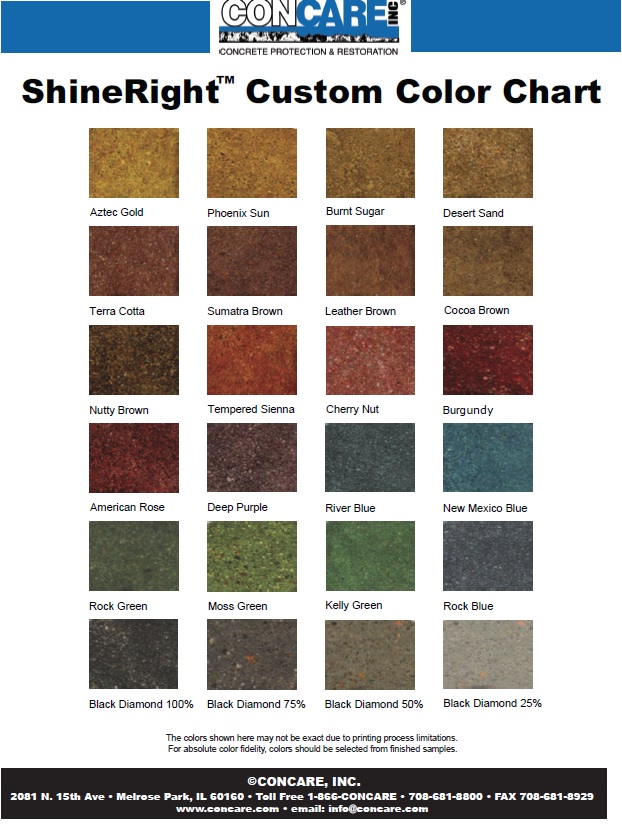 CONCARE INC ®
CONCRETE PROTECTION & RESTORATION
ShineRight™ Custom Color Chart
Aztec Gold Phoenix Sun Burnt Sugar Desert Sand
Terra Cotta Sumatra Brown Leather Brown Cocoa Brown
Nutty Brown Tempered Sienna Cherry Nut Burgundy
American Rose Deep Purple River Blue New Mexico Blue
Rock Green Moss Green Kelly Green Rock Blue
Black Diamond 100% Black Diamond 75% Black Diamond 50% Black Diamond 25%
The colors shown here may not be exact due to printing process limitations.
For absolute color fidelity, colors should be selected from finished samples.
©CONCARE, INC.
2081 N. 15th Ave • Melrose Park, IL 60160 • Toll Free 1-866-CONCARE • 708-681-8800 • FAX 708-681-8929
www.concare.com • email: info@concare.com